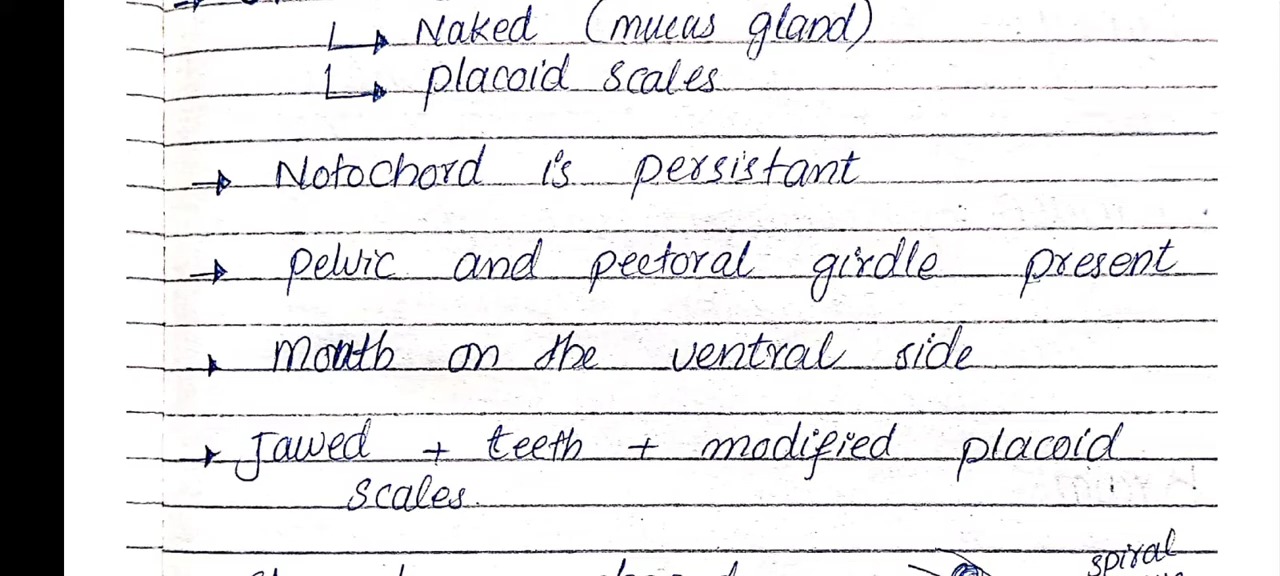 Naked (mucus gland)
placoid scales
Notochord is persistant
pelvic and pectoral girdle present
mouth on the ventral side
Jawed + teeth + modified placoid
scales.
spiral